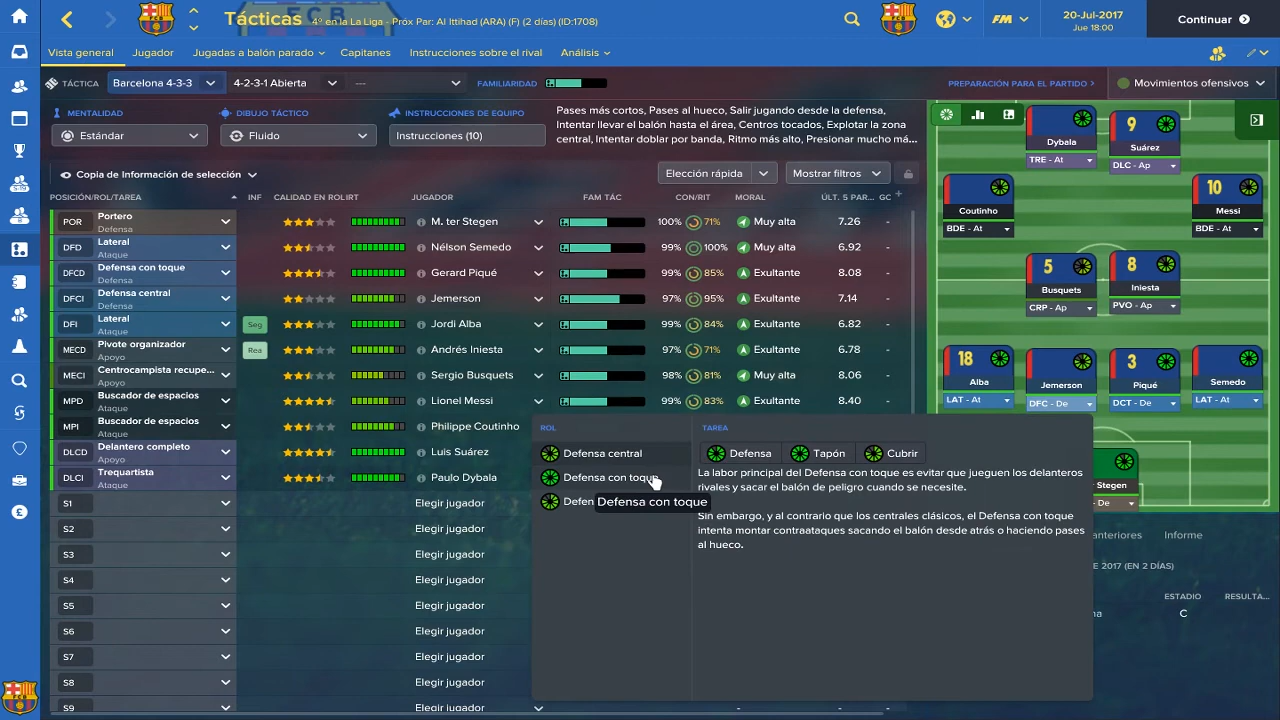 Tácticas
4º en la La Liga - Próx Par: Al Ittihad (ARA) (F) (2 días) (ID:1708)
FM
20-Jul-2017
Jue 18:00
Continuar
Vista general
Jugador
Jugadas a balón parado
Capitanes
Instrucciones sobre el rival
Análisis
TÁCTICA
Barcelona 4-3-3
4-2-3-1 Abierta
---
FAMILIARIDAD
PREPARACIÓN PARA EL PARTIDO >
Movimientos ofensivos
MENTALIDAD
DIBUJO TÁCTICO
INSTRUCCIONES DE EQUIPO
Estándar
Fluido
Instrucciones (10)
Pases más cortos, Pases al hueco, Salir jugando desde la defensa,
Intentar llevar el balón hasta el área, Centros tocados, Explotar la zona
central, Intentar doblar por banda, Ritmo más alto, Presionar mucho má...
Copia de Información de selección
Elección rápida
Mostrar filtros
POSICIÓN/ROL/TAREA
INF
CALIDAD EN ROL
IRT
JUGADOR
FAM TÁC
CON/RIT
MORAL
ÚLT. 5 PAR...
GC
POR Portero Defensa M. ter Stegen 100% 71% Muy alta 7.26 -
DFD Lateral Ataque Nélson Semedo 99% 100% Muy alta 6.92 -
DFCD Defensa con toque Defensa Gerard Piqué 99% 85% Exultante 8.08 -
DFCI Defensa central Defensa Jemerson 97% 95% Exultante 7.14 -
DFI Lateral Ataque Seg Jordi Alba 99% 84% Exultante 6.82 -
MECD Pivote organizador Apoyo Rea Andrés Iniesta 97% 71% Exultante 6.78 -
MECI Centrocampista recupe... Apoyo Sergio Busquets 98% 81% Muy alta 8.06 -
MPD Buscador de espacios Ataque Lionel Messi 99% 83% Exultante 8.40 -
MPI Buscador de espacios Ataque Philippe Coutinho
DLCD Delantero completo Ataque Luis Suárez
DLCI Trequartista Ataque Paulo Dybala
S1 Elegir jugador
S2 Elegir jugador
S3 Elegir jugador
S4 Elegir jugador
S5 Elegir jugador
S6 Elegir jugador
S7 Elegir jugador
S8 Elegir jugador
S9 Elegir jugador
ROL
Defensa central
Defensa con toque
Defen
Defensa con toque
TAREA
Defensa
Tapón
Cubrir
La labor principal del Defensa con toque es evitar que jueguen los delanteros
rivales y sacar el balón de peligro cuando se necesite.
Sin embargo, y al contrario que los centrales clásicos, el Defensa con toque
intenta montar contraataques sacando el balón desde atrás o haciendo pases
al hueco.
Dybala
TRE - At
9
Suárez
DLC - Ap
Coutinho
BDE - At
10
Messi
BDE - At
5
Busquets
CRP - Ap
8
Iniesta
PVO - Ap
18
Alba
LAT - At
Jemerson
DFC - De
3
Piqué
DCT - De
Semedo
LAT - At
Stegen
- Defensa
anteriores
Informe
E 2017 (EN 2 DÍAS)
ESTADIO
RESULTA...
na
C